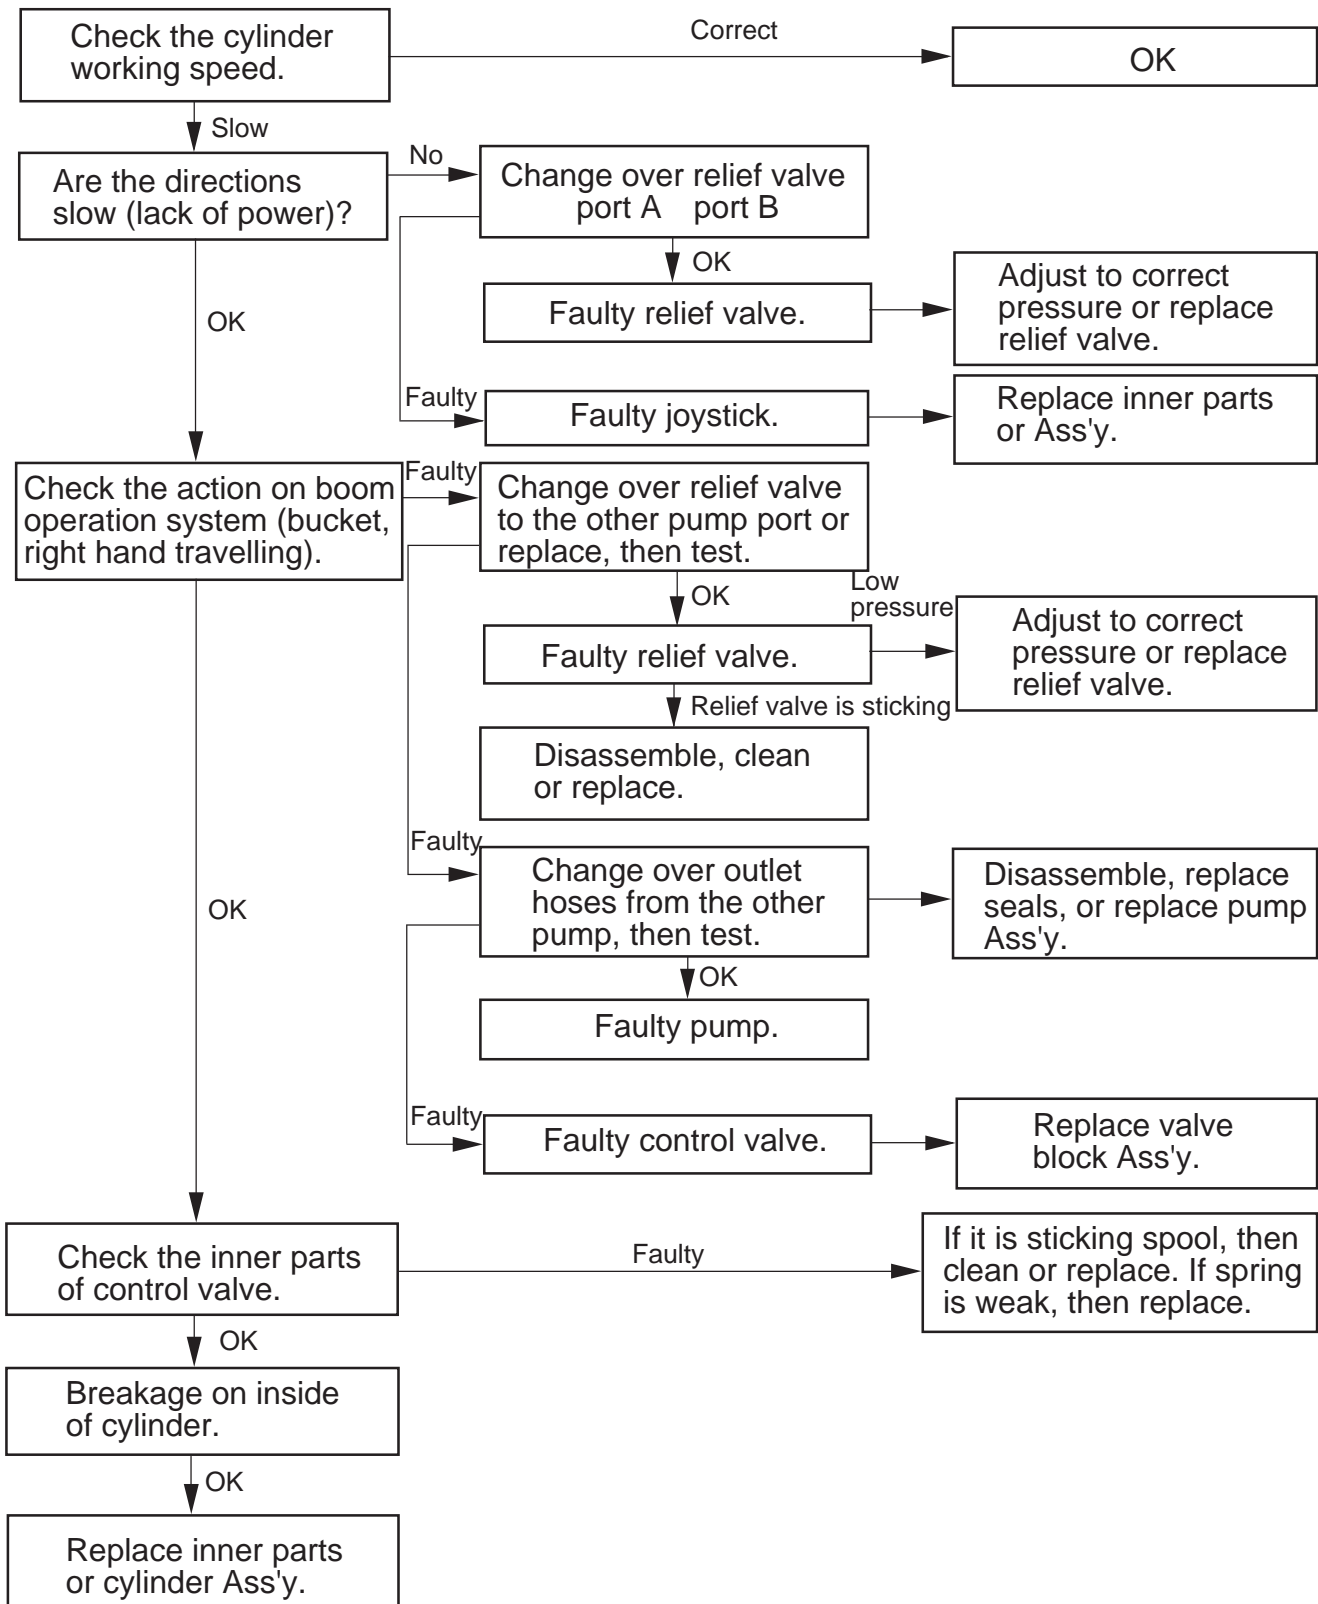 Check the cylinder
working speed.
Correct
OK
Slow
Are the directions
slow (lack of power)?
No
Change over relief valve
port A port B
OK
Faulty relief valve.
Adjust to correct
pressure or replace
relief valve.
OK
Faulty
Faulty joystick.
Replace inner parts
or Ass'y.
Check the action on boom
operation system (bucket,
right hand travelling).
Faulty
Change over relief valve
to the other pump port or
replace, then test.
OK
Low
pressure
Faulty relief valve.
Adjust to correct
pressure or replace
relief valve.
Relief valve is sticking
Disassemble, clean
or replace.
Faulty
Change over outlet
hoses from the other
pump, then test.
Disassemble, replace
seals, or replace pump
Ass'y.
OK
OK
Faulty pump.
Faulty
Faulty control valve.
Replace valve
block Ass'y.
Check the inner parts
of control valve.
Faulty
If it is sticking spool, then
clean or replace. If spring
is weak, then replace.
OK
Breakage on inside
of cylinder.
OK
Replace inner parts
or cylinder Ass'y.